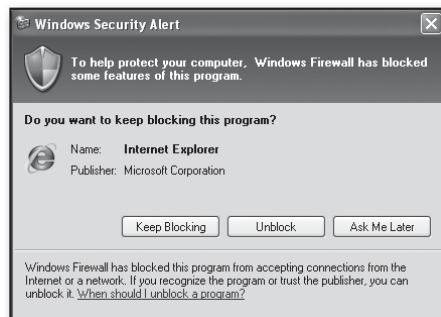 Windows Security Alert
To help protect your computer, Windows Firewall has blocked
some features of this program.
Do you want to keep blocking this program?
Name: Internet Explorer
Publisher: Microsoft Corporation
Keep Blocking Unblock Ask Me Later
Windows Firewall has blocked this program from accepting connections from the
Internet or a network. If you recognize the program or trust the publisher, you can
unblock it. When should I unblock a program?